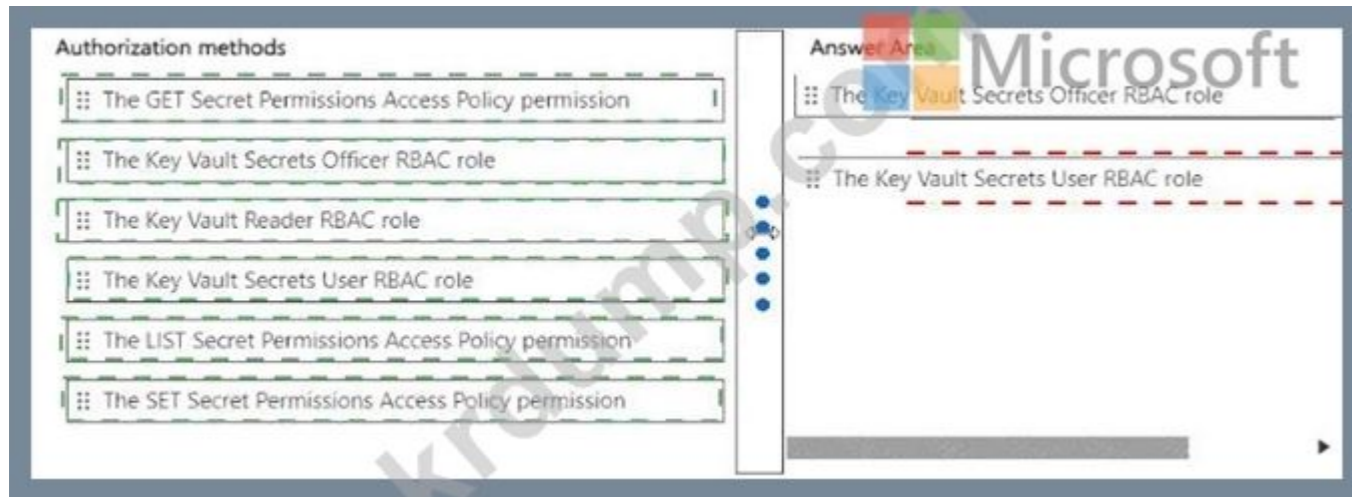 Authorization methods
The GET Secret Permissions Access Policy permission
The Key Vault Secrets Officer RBAC role
The Key Vault Reader RBAC role
The Key Vault Secrets User RBAC role
The LIST Secret Permissions Access Policy permission
The SET Secret Permissions Access Policy permission
Answer Area
Microsoft
The Key Vault Secrets Officer RBAC role
The Key Vault Secrets User RBAC role
krdump.com